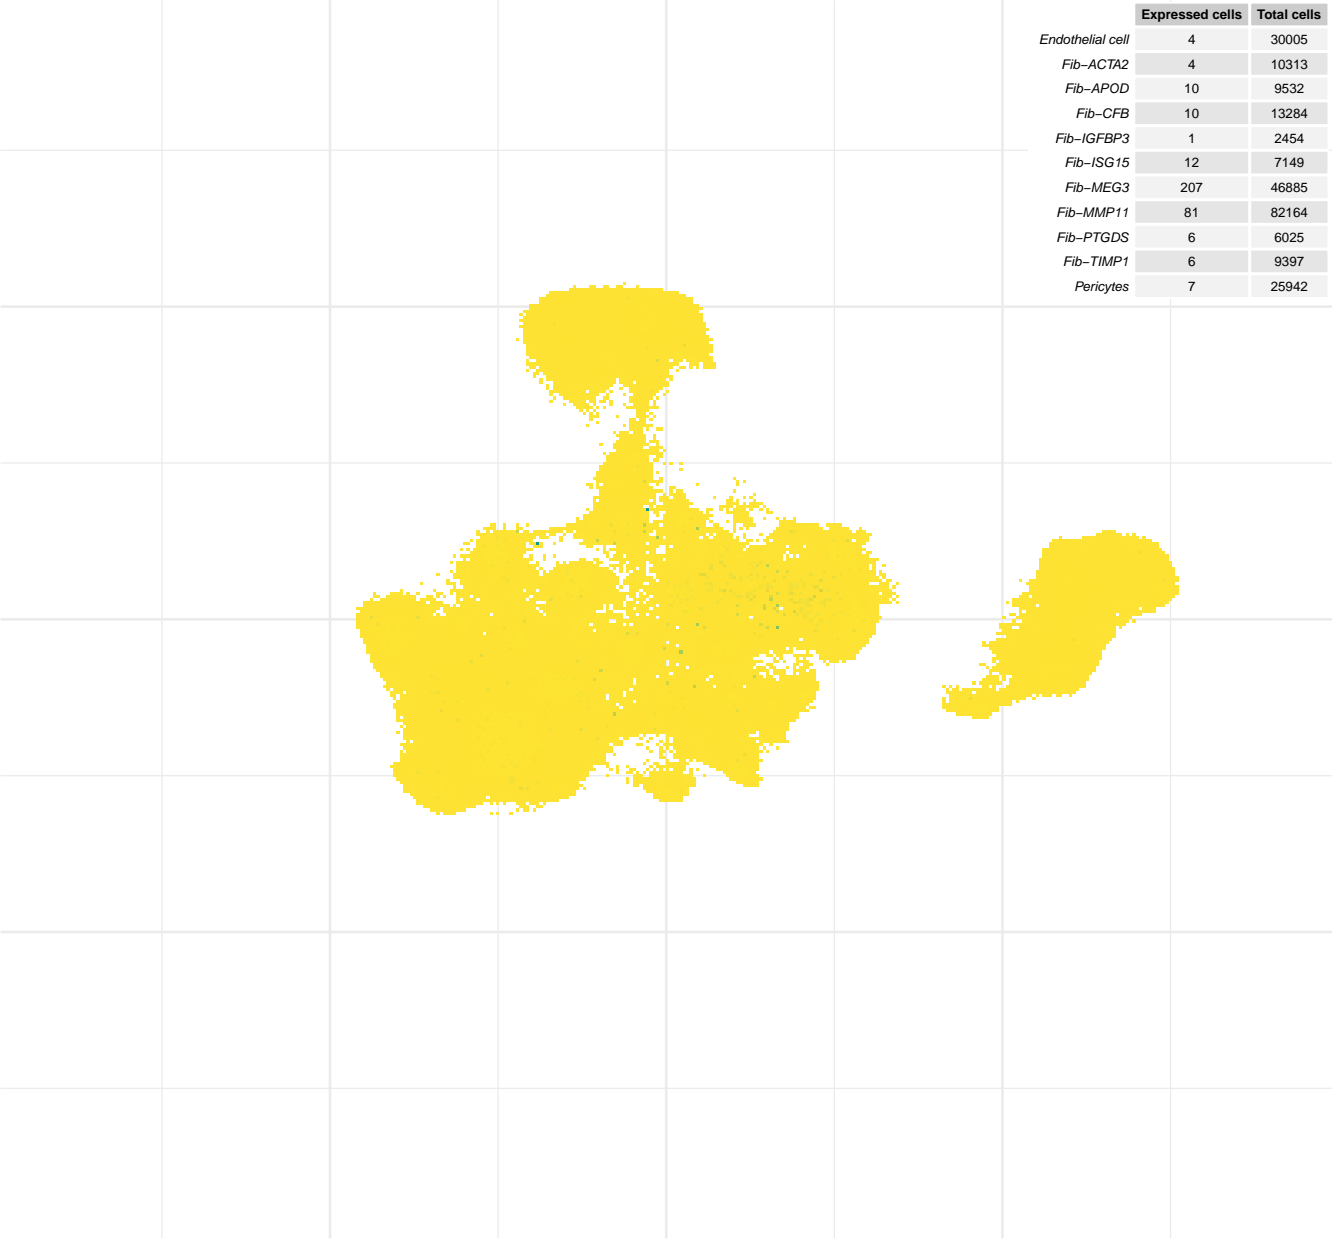 Expressed cells Total cells
Endothelial cell 4 30005
Fib−ACTA2 4 10313
Fib−APOD 10 9532
Fib−CFB 10 13284
Fib−IGFBP3 1 2454
Fib−ISG15 12 7149
Fib−MEG3 207 46885
Fib−MMP11 81 82164
Fib−PTGDS 6 6025
Fib−TIMP1 6 9397
Pericytes 7 25942